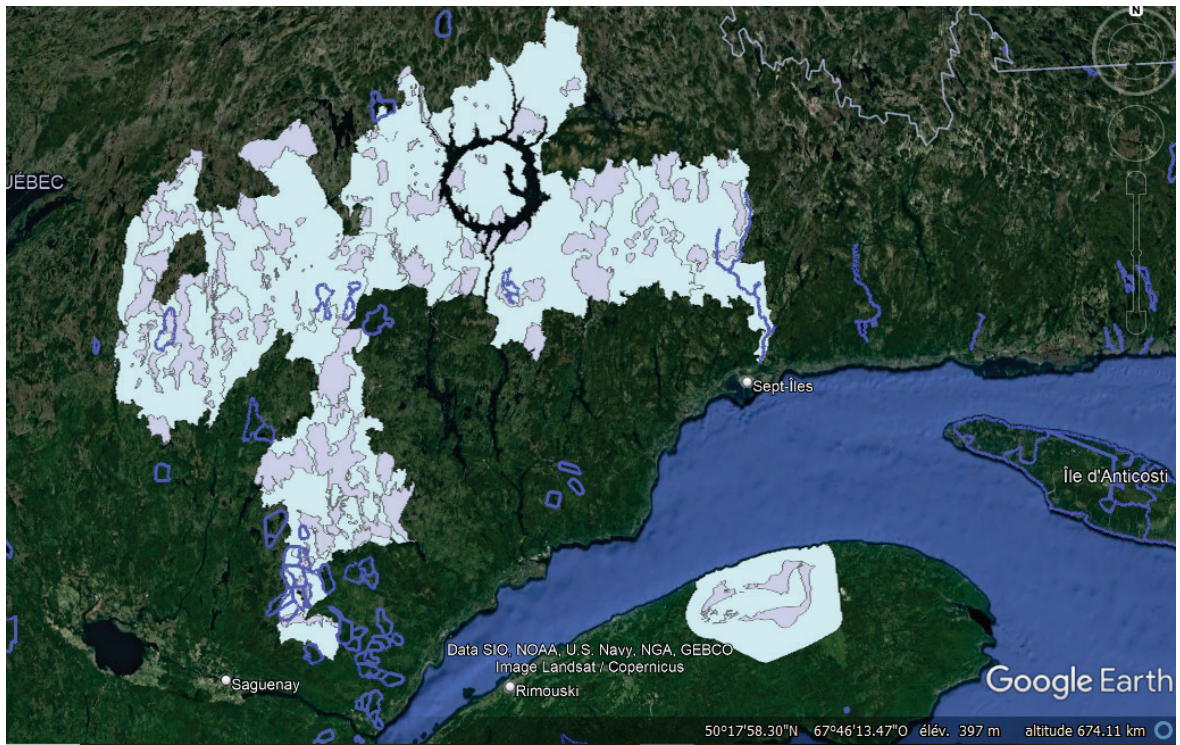 N
UÉBEC
Sept-Îles
Île d'Anticosti
Data SIO, NOAA, U.S. Navy, NGA, GEBCO
Image Landsat / Copernicus
Saguenay
Rimouski
Google Earth
50°17'58.30"N 67°46'13.47"O élév. 397 m altitude 674.11 km